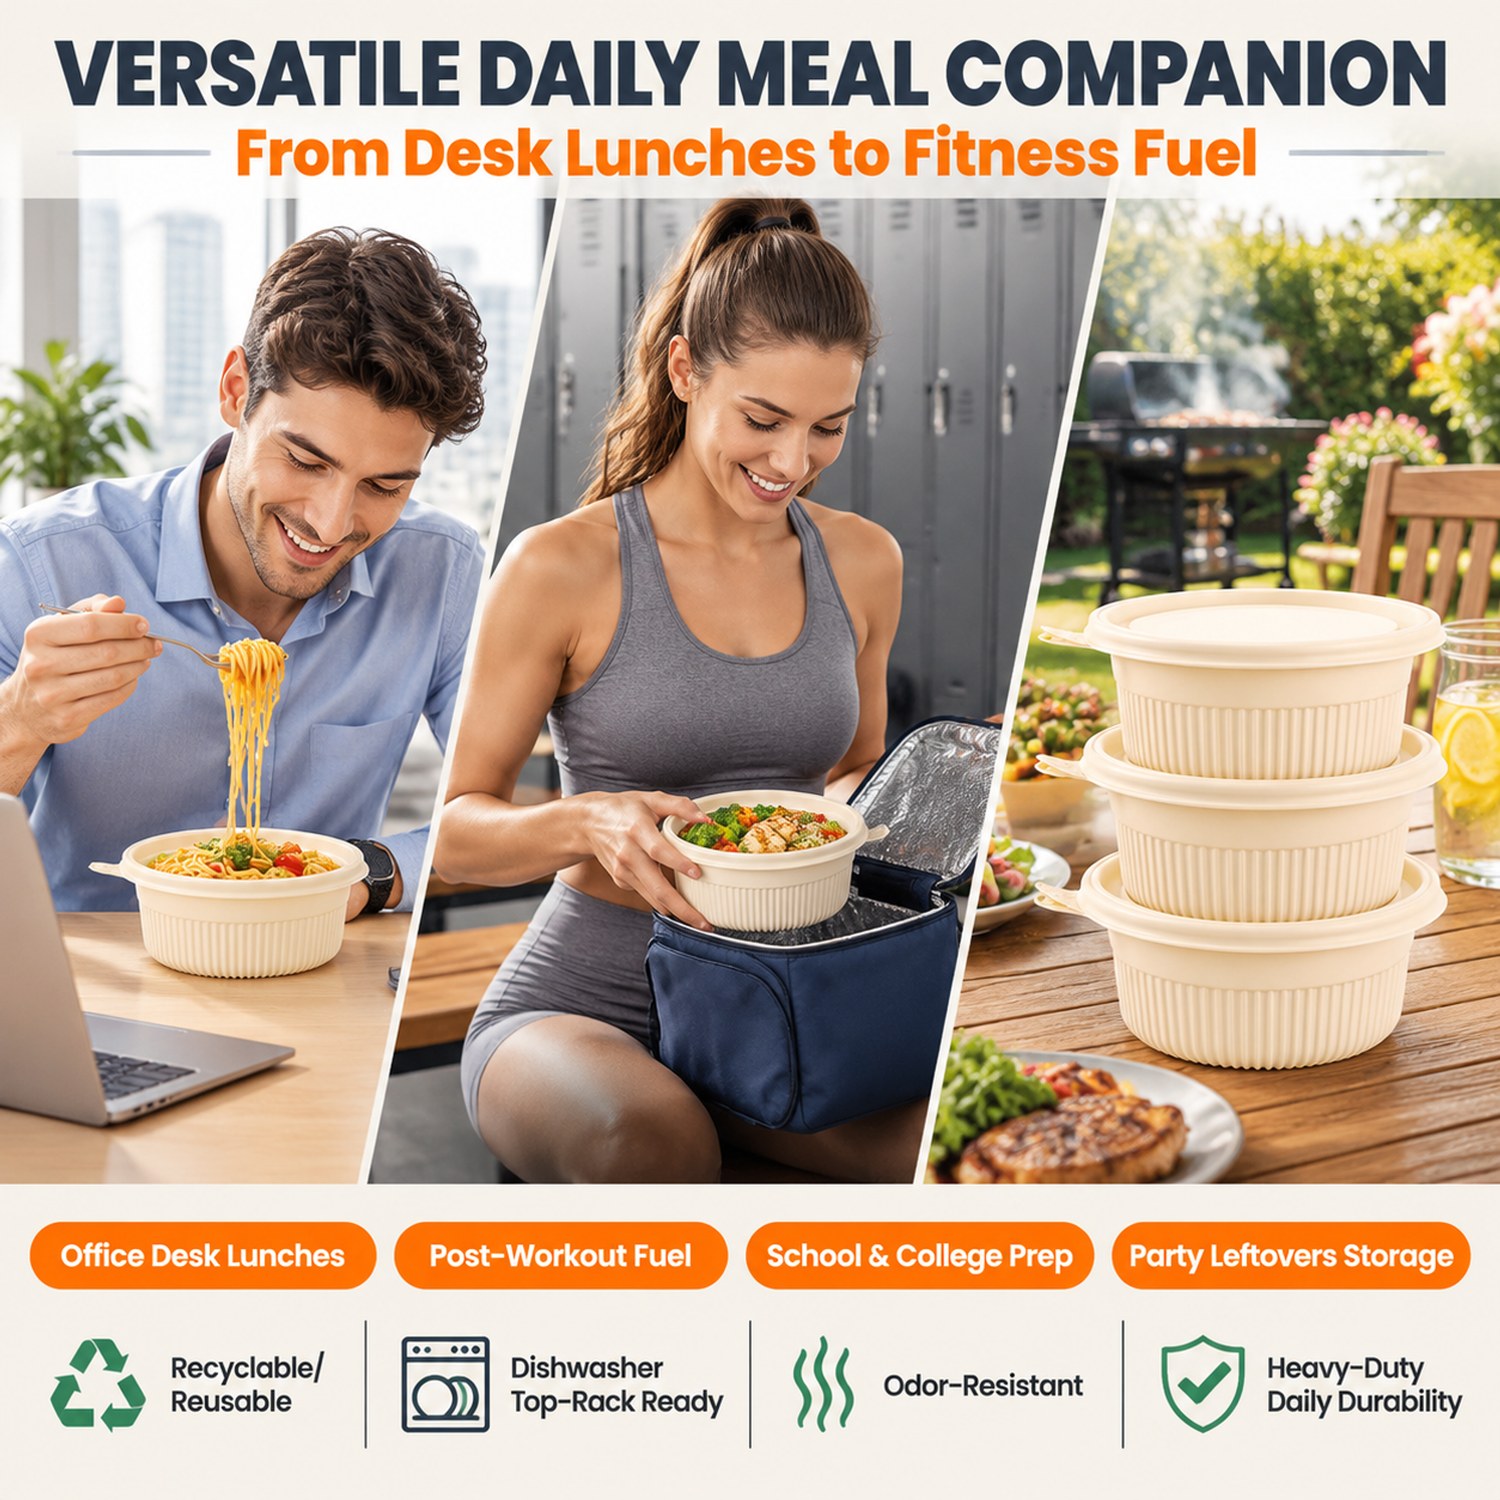 VERSATILE DAILY MEAL COMPANION
From Desk Lunches to Fitness Fuel
Office Desk Lunches
Post-Workout Fuel
School & College Prep
Party Leftovers Storage
Recyclable/
Reusable
Dishwasher
Top-Rack Ready
Odor-Resistant
Heavy-Duty
Daily Durability